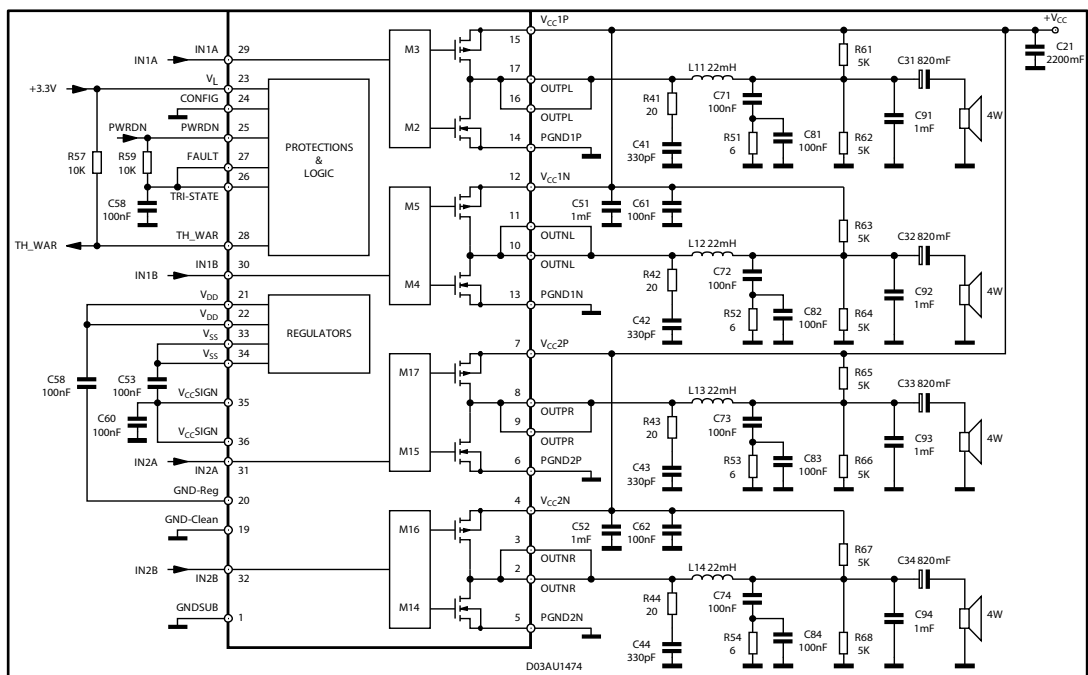 VCC1P
15
+VCC
C21
2200mF
IN1A
IN1A
29
M3
M2
17
OUTPL
16
OUTPL
14
PGND1P
L11 22mH
R41
20
C41
330pF
C71
100nF
R51
6
C81
100nF
R61
5K
R62
5K
C31 820mF
C91
1mF
4W
+3.3V
VL
23
CONFIG
24
PWRDN
PWRDN
25
FAULT
27
26
TRI-STATE
R57
10K
R59
10K
C58
100nF
PROTECTIONS
&
LOGIC
TH_WAR
TH_WAR
28
IN1B
IN1B
30
M5
M4
12
VCC1N
11
OUTNL
10
OUTNL
13
PGND1N
C51
1mF
C61
100nF
L12 22mH
R42
20
C42
330pF
C72
100nF
R52
6
C82
100nF
R63
5K
R64
5K
C32 820mF
C92
1mF
4W
VDD
21
VDD
22
VSS
33
VSS
34
REGULATORS
C58
100nF
C53
100nF
C60
100nF
VCCSIGN
35
VCCSIGN
36
IN2A
IN2A
31
GND-Reg
20
GND-Clean
19
M17
M15
7
VCC2P
8
OUTPR
9
OUTPR
6
PGND2P
L13 22mH
R43
20
C43
330pF
C73
100nF
R53
6
C83
100nF
R65
5K
R66
5K
C33 820mF
C93
1mF
4W
IN2B
IN2B
32
GNDSUB
1
M16
M14
4
VCC2N
3
OUTNR
2
OUTNR
5
PGND2N
C52
1mF
C62
100nF
L14 22mH
R44
20
C44
330pF
C74
100nF
R54
6
C84
100nF
R67
5K
R68
5K
C34 820mF
C94
1mF
4W
D03AU1474